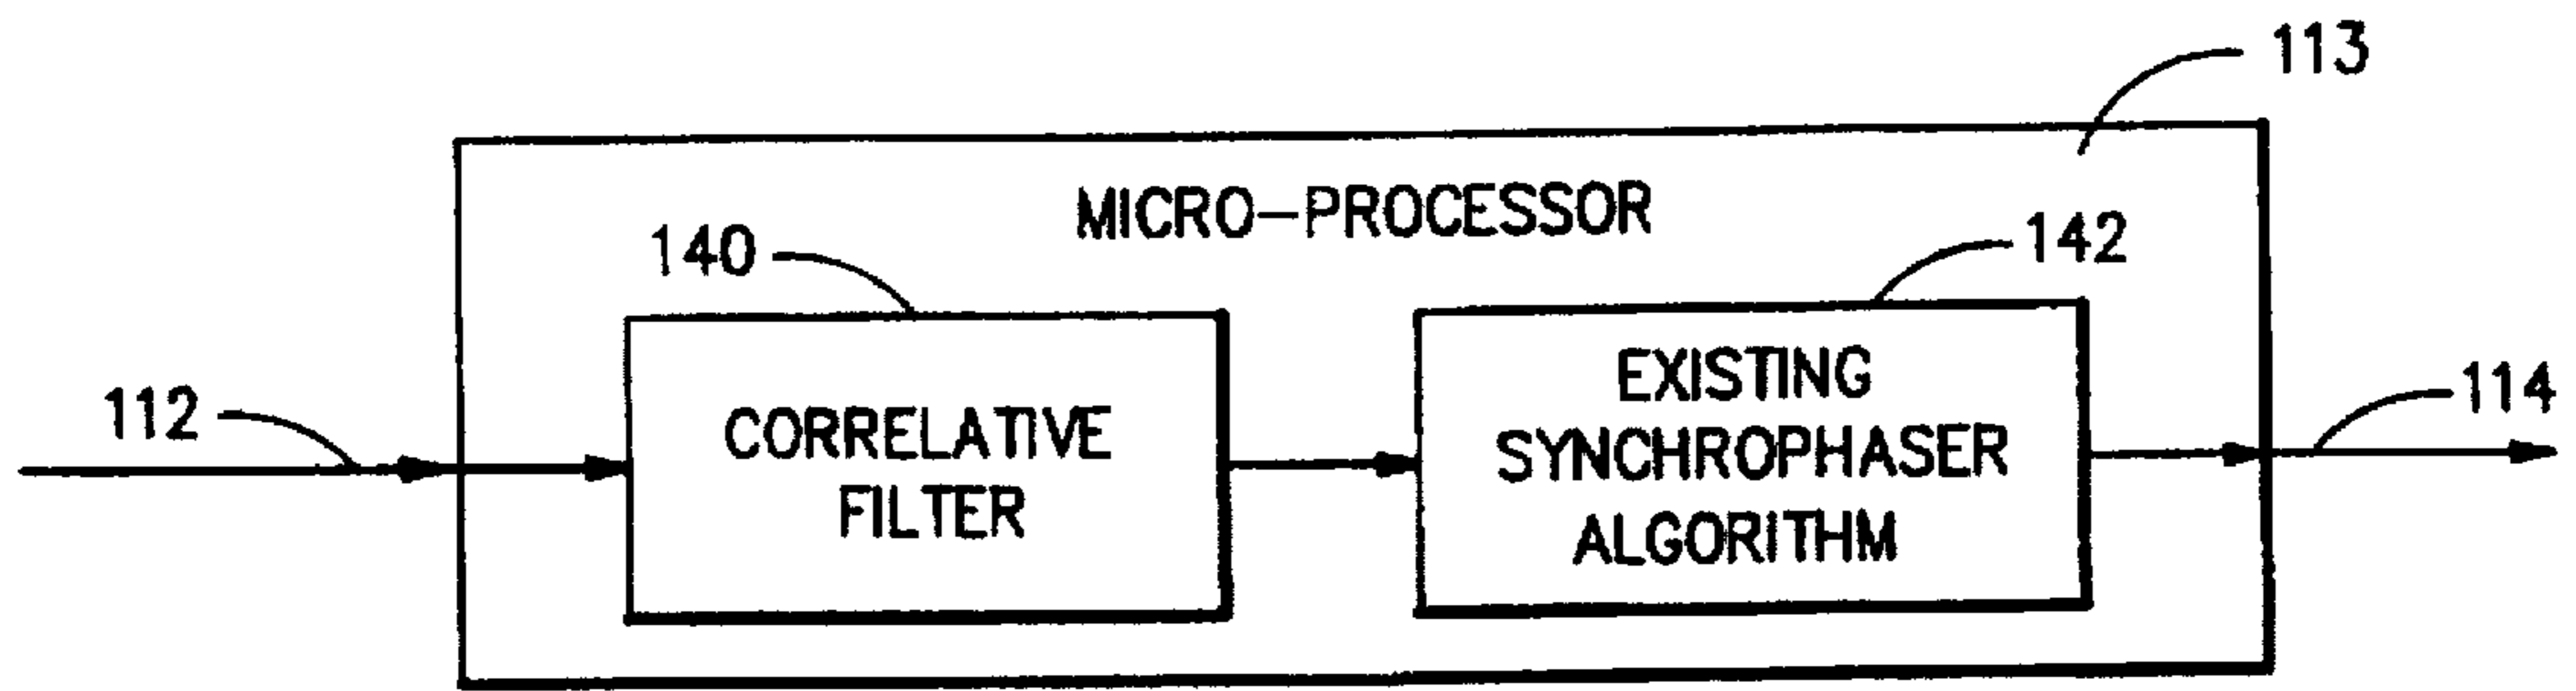 113
MICRO-PROCESSOR
140
142
112
CORRELATIVE
FILTER
EXISTING
SYNCHROPHASER
ALGORITHM
114